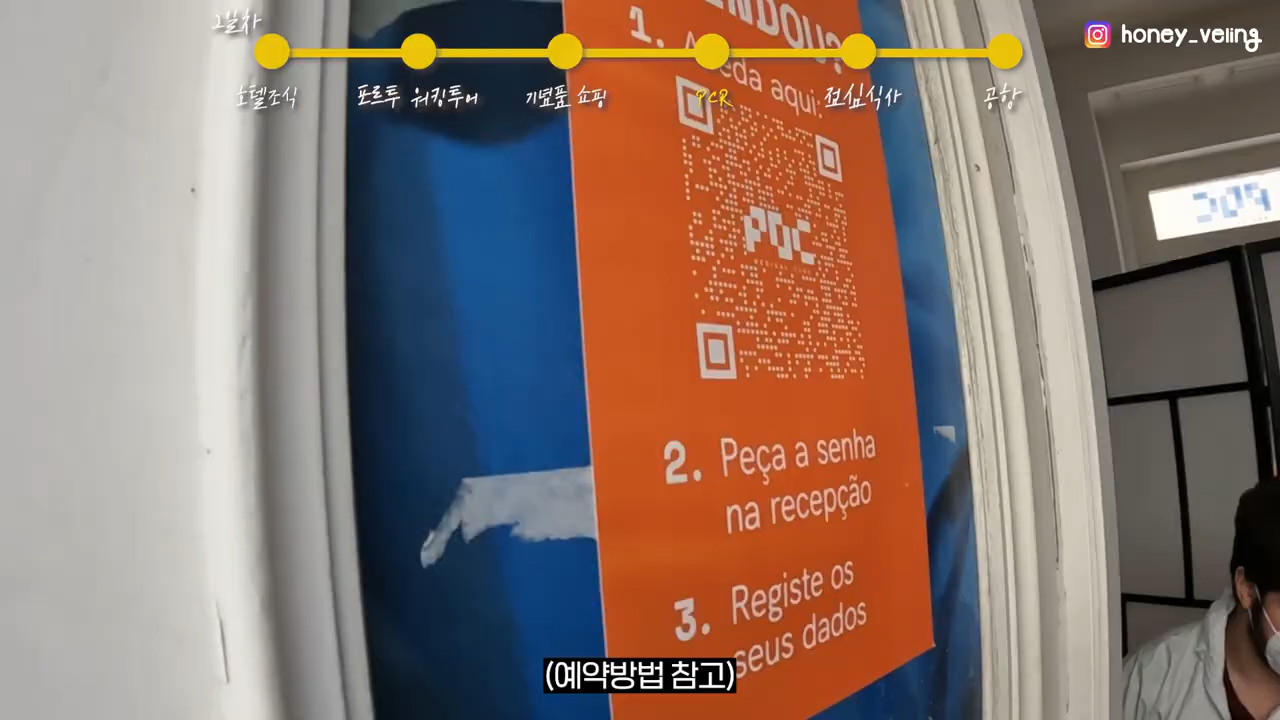 2일차
호텔조식
포르투 워킹투어
기념품 쇼핑
PCR
점심식사
공항
honey_veling
ENDOU?
1.
eda aqui.
POC
2. Peça a senha
na recepção
3. Registe os
seus dados
(예약방법 참고)